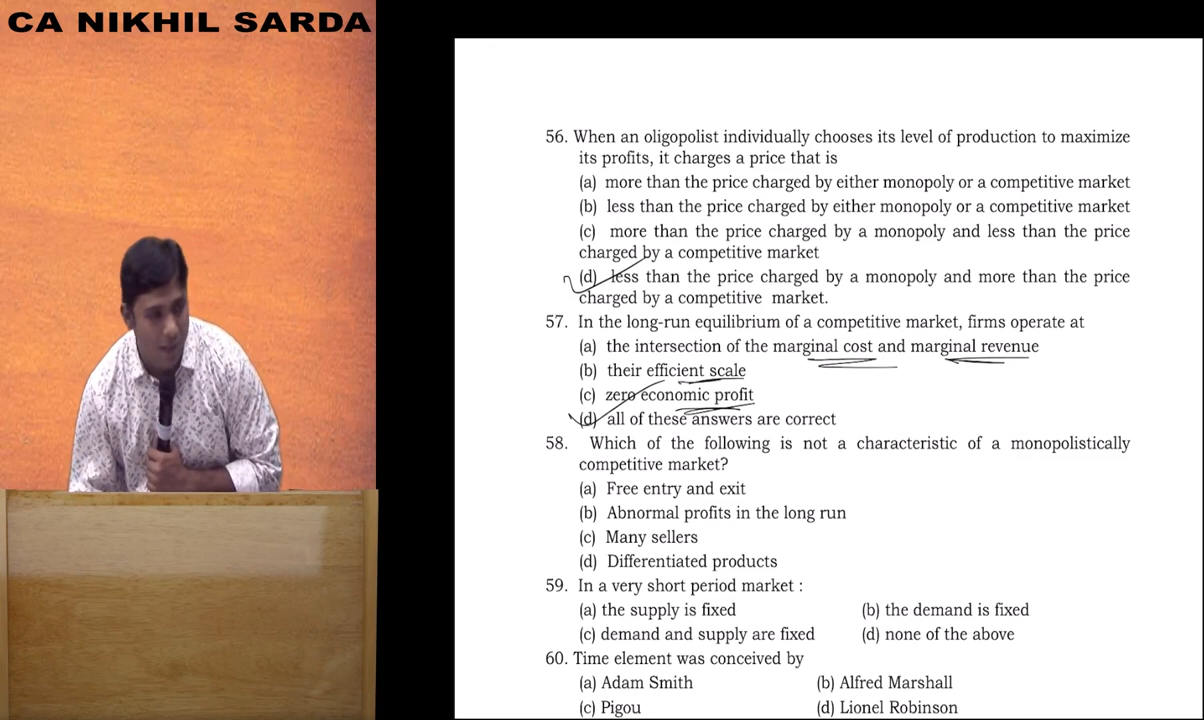 CA NIKHIL SARDA
56. When an oligopolist individually chooses its level of production to maximize
its profits, it charges a price that is
(a) more than the price charged by either monopoly or a competitive market
(b) less than the price charged by either monopoly or a competitive market
(c) more than the price charged by a monopoly and less than the price
charged by a competitive market
(d) less than the price charged by a monopoly and more than the price
charged by a competitive market.
57. In the long-run equilibrium of a competitive market, firms operate at
(a) the intersection of the marginal cost and marginal revenue
(b) their efficient scale
(c) zero economic profit
(d) all of these answers are correct
58. Which of the following is not a characteristic of a monopolistically
competitive market?
(a) Free entry and exit
(b) Abnormal profits in the long run
(c) Many sellers
(d) Differentiated products
59. In a very short period market :
(a) the supply is fixed (b) the demand is fixed
(c) demand and supply are fixed (d) none of the above
60. Time element was conceived by
(a) Adam Smith (b) Alfred Marshall
(c) Pigou (d) Lionel Robinson